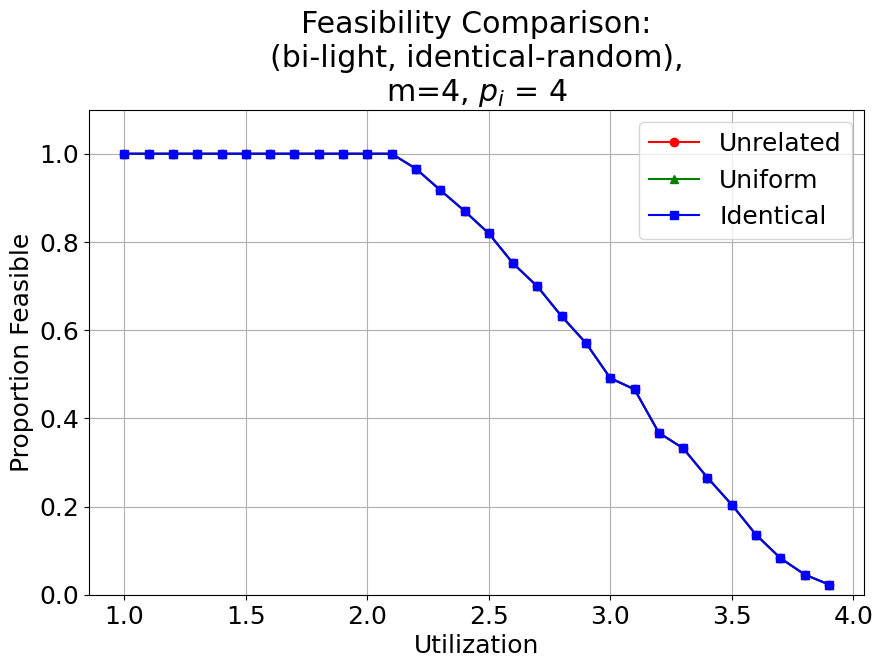 Feasibility Comparison:
(bi-light, identical-random),
m=4, $p_i$ = 4
Unrelated
Uniform
Identical
Proportion Feasible
1.0
0.8
0.6
0.4
0.2
0.0
1.0 1.5 2.0 2.5 3.0 3.5 4.0
Utilization